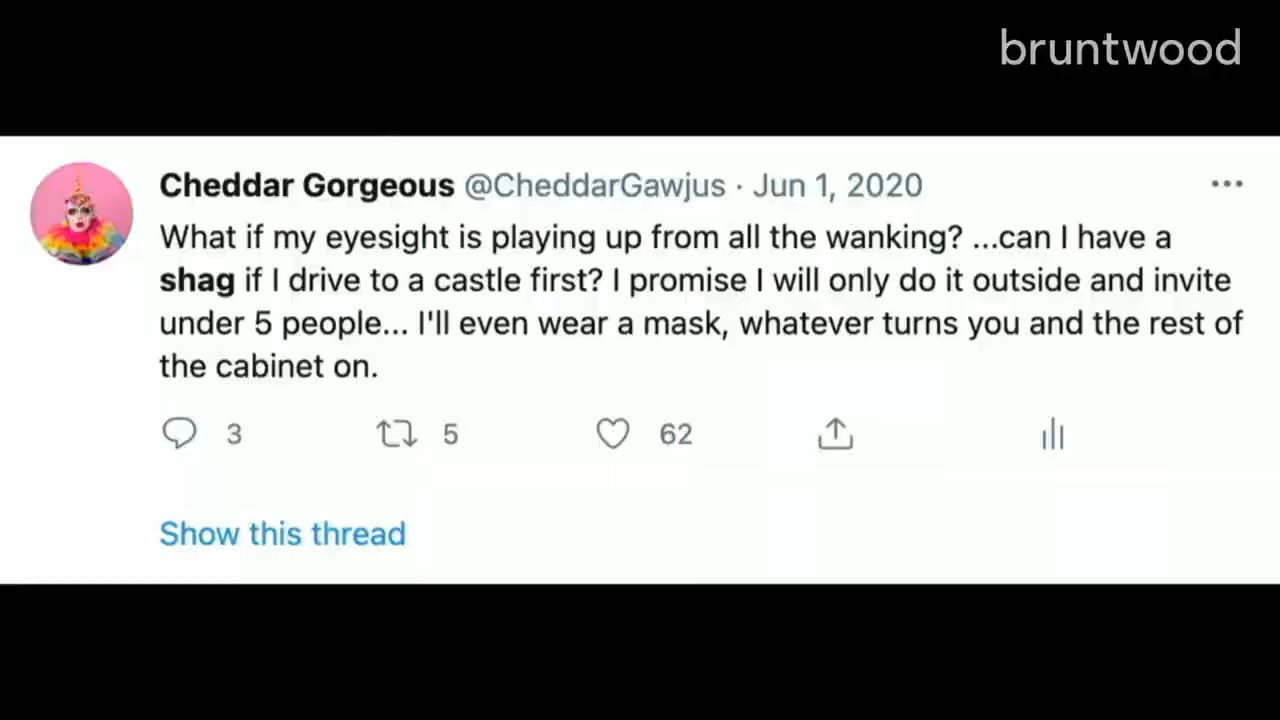 bruntwood
Cheddar Gorgeous @CheddarGawjus · Jun 1, 2020
What if my eyesight is playing up from all the wanking? ...can I have a
shag if I drive to a castle first? I promise I will only do it outside and invite
under 5 people... I'll even wear a mask, whatever turns you and the rest of
the cabinet on.
3 5 62
Show this thread